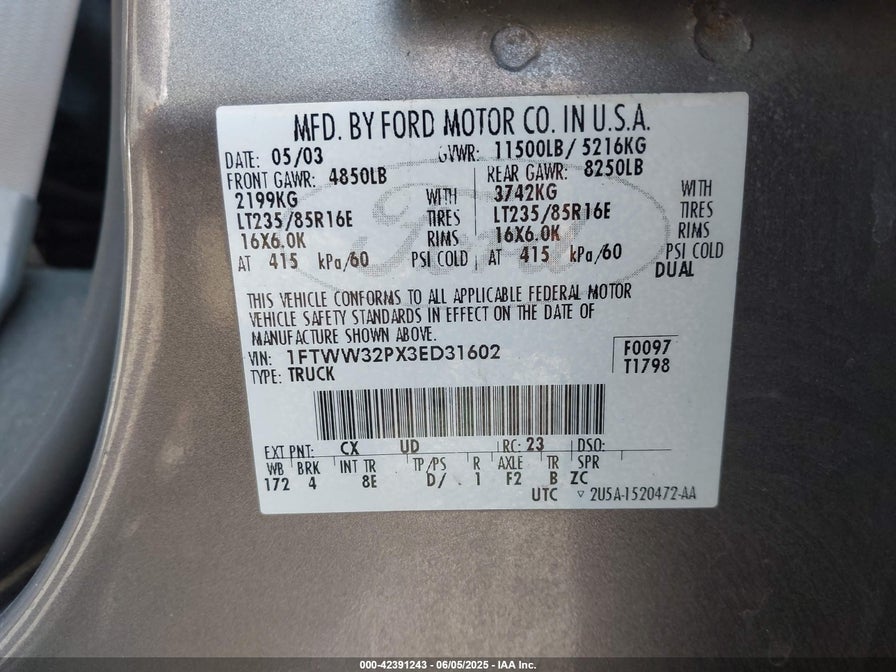 MFD. BY FORD MOTOR CO. IN U.S.A.
DATE: 05/03 GVWR: 11500LB/ 5216KG
FRONT GAWR: 4850LB REAR GAWR: 8250LB
2199KG WITH 3742KG WITH
LT235/85R16E TIRES LT235/85R16E TIRES
16X6.0K RIMS 16X6.0K RIMS
AT 415 kPa/60 PSI COLD AT 415 kPa/60 PSI COLD
DUAL
Ford
THIS VEHICLE CONFORMS TO ALL APPLICABLE FEDERAL MOTOR
VEHICLE SAFETY STANDARDS IN EFFECT ON THE DATE OF
MANUFACTURE SHOWN ABOVE.
VIN: 1FTWW32PX3ED31602 F0097
TYPE: TRUCK T1798
EXT PNT: CX UD RC: 23 DSO:
WB BRK INT TR TP/PS R AXLE TR SPR
172 4 8E D/ 1 F2 B ZC
UTC ▽ 2U5A-1520472-AA
000-42391243 - 06/05/2025 - IAA Inc.